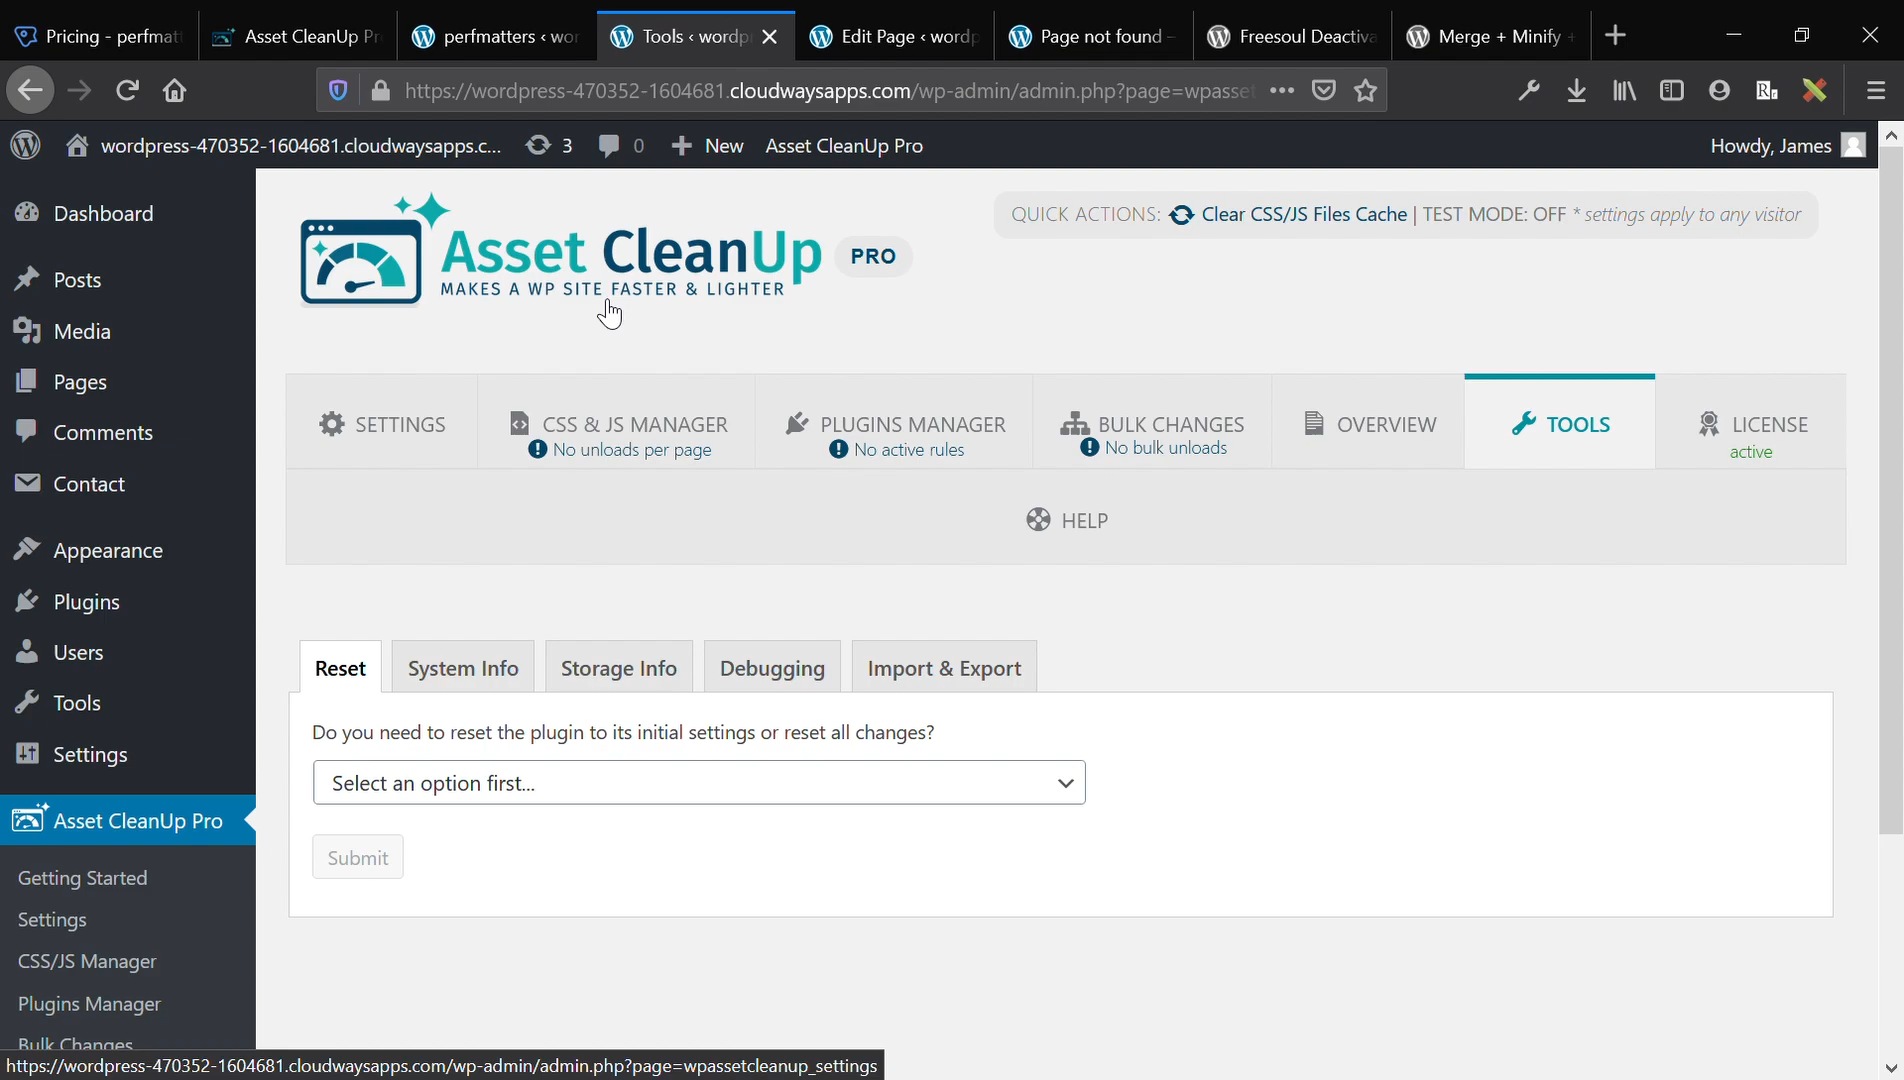 Pricing - perfmatt
Asset CleanUp Pr
perfmatters < wor
Tools < wordpr
Edit Page < wordp
Page not found –
Freesoul Deactiva
Merge + Minify +
https://wordpress-470352-1604681.cloudwaysapps.com/wp-admin/admin.php?page=wpasset
wordpress-470352-1604681.cloudwaysapps.c...
3
0
New
Asset CleanUp Pro
Howdy, James
Dashboard
Posts
Media
Pages
Comments
Contact
Appearance
Plugins
Users
Tools
Settings
Asset CleanUp Pro
Getting Started
Settings
CSS/JS Manager
Plugins Manager
Bulk Changes
Asset CleanUp PRO
MAKES A WP SITE FASTER & LIGHTER
QUICK ACTIONS: Clear CSS/JS Files Cache | TEST MODE: OFF * settings apply to any visitor
SETTINGS
CSS & JS MANAGER
No unloads per page
PLUGINS MANAGER
No active rules
BULK CHANGES
No bulk unloads
OVERVIEW
TOOLS
LICENSE
active
HELP
Reset
System Info
Storage Info
Debugging
Import & Export
Do you need to reset the plugin to its initial settings or reset all changes?
Select an option first...
Submit
https://wordpress-470352-1604681.cloudwaysapps.com/wp-admin/admin.php?page=wpassetcleanup_settings